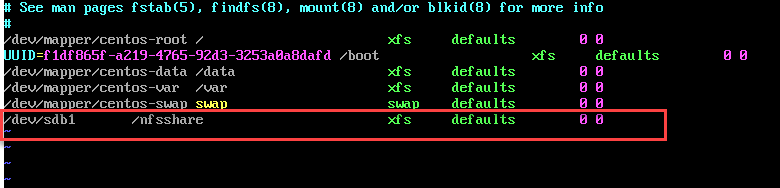 # See man pages fstab(5), findfs(8), mount(8) and/or blkid(8) for more info
#
/dev/mapper/centos-root / xfs defaults 0 0
UUID=f1df865f-a219-4765-92d3-3253a0a8dafd /boot xfs defaults 0 0
/dev/mapper/centos-data /data xfs defaults 0 0
/dev/mapper/centos-var /var xfs defaults 0 0
/dev/mapper/centos-swap swap swap defaults 0 0
/dev/sdb1 /nfsshare xfs defaults 0 0
~
~
~
~